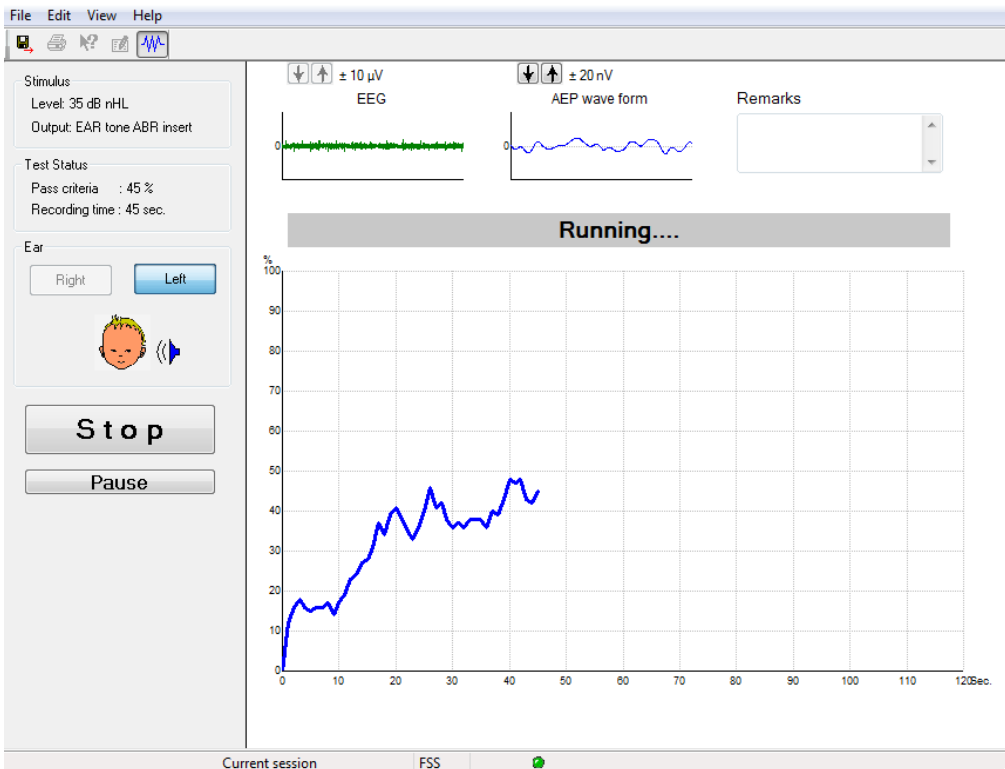 File Edit View Help
Stimulus
Level: 35 dB nHL
Output: EAR tone ABR insert
Test Status
Pass criteria : 45 %
Recording time : 45 sec.
Ear
Right Left
Stop
Pause
± 10 µV
EEG
0
± 20 nV
AEP wave form
0
Remarks
Running....
%
100
90
80
70
60
50
40
30
20
10
0
0 10 20 30 40 50 60 70 80 90 100 110 120 Sec.
Current session FSS